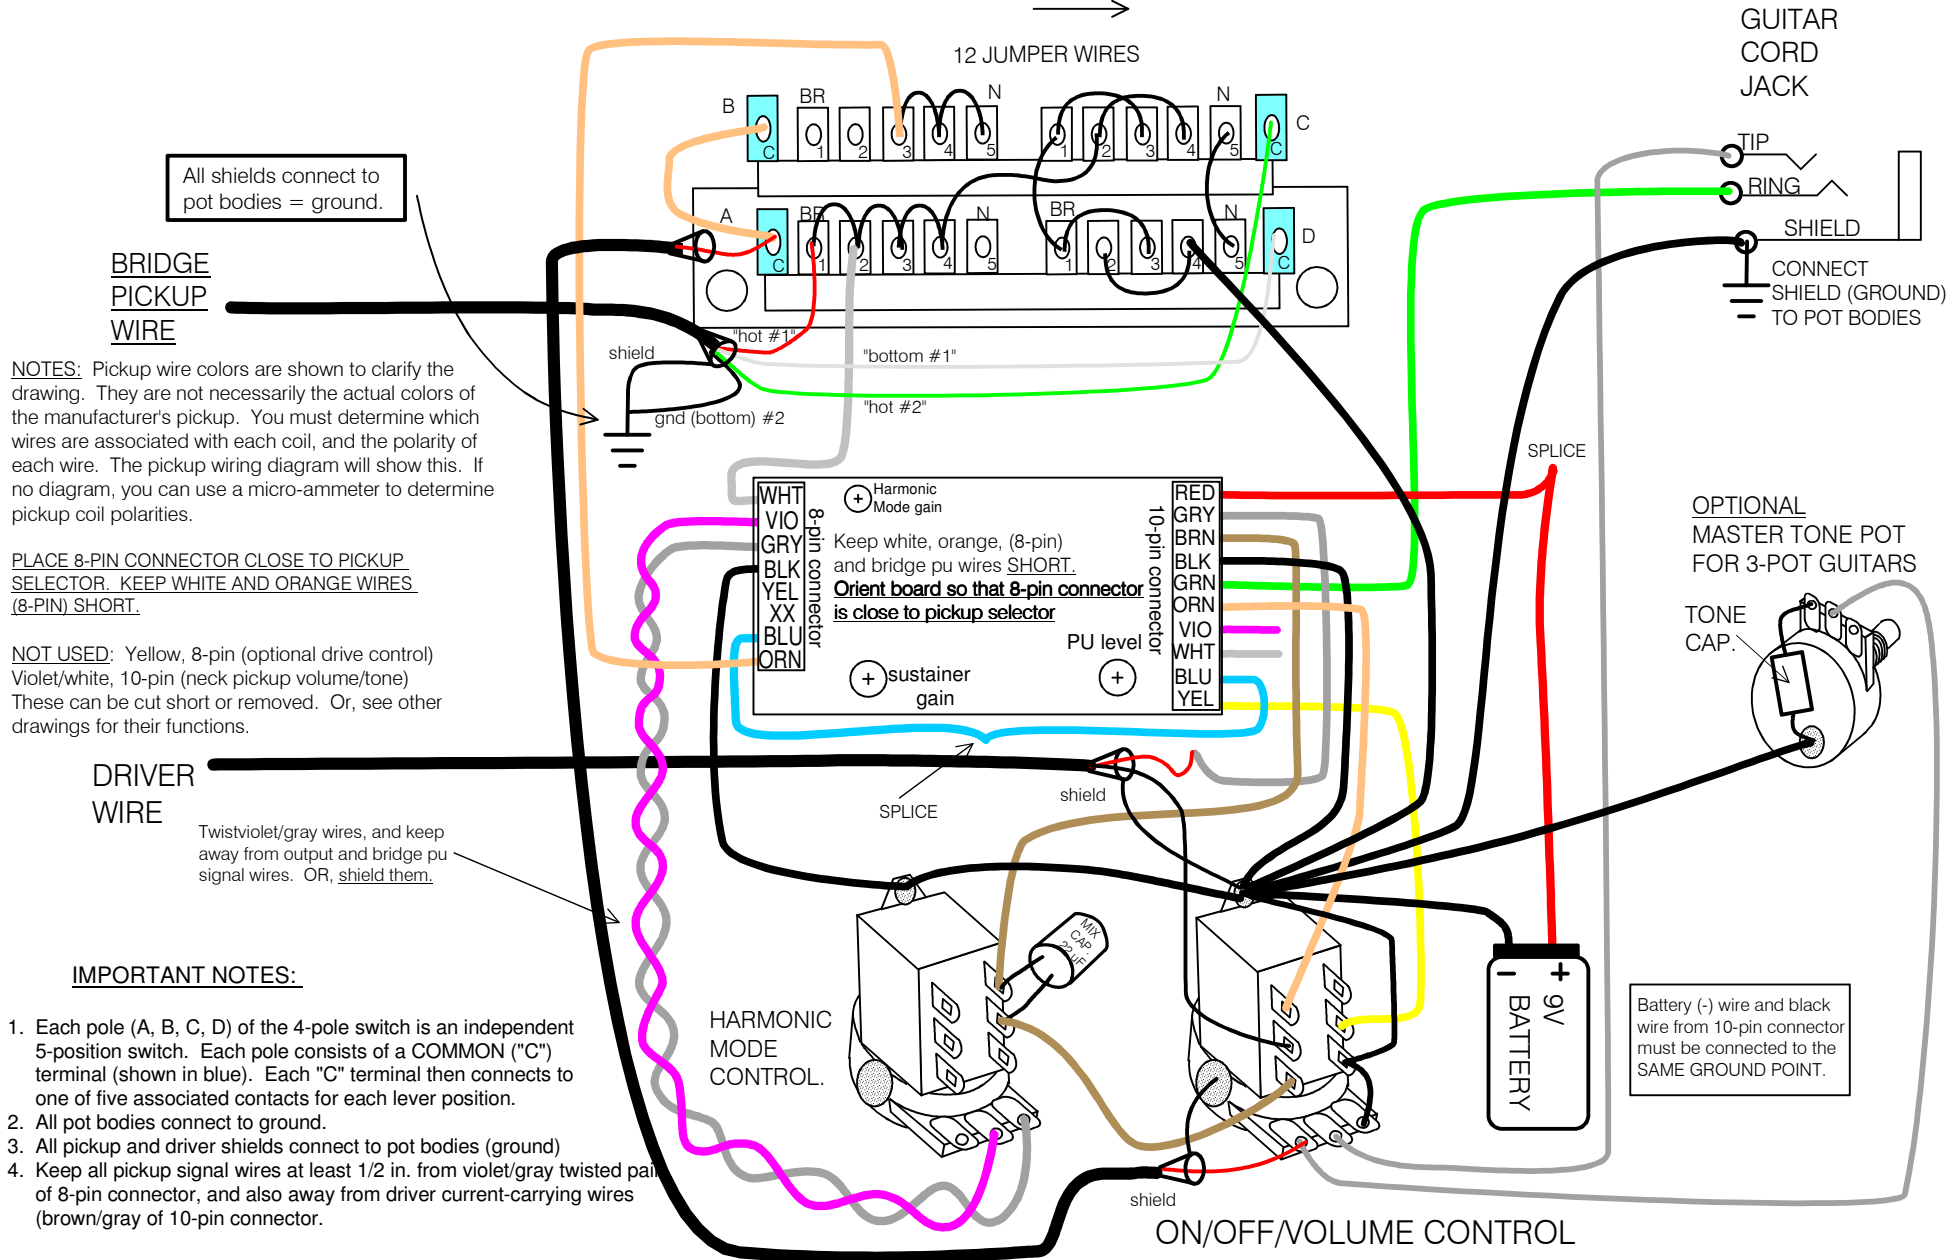 GUITAR
CORD
JACK
12 JUMPER WIRES
B
BR
N
N
C
C
1
2
3
4
5
1
2
3
4
5
C
TIP
RING
SHIELD
CONNECT
SHIELD (GROUND)
TO POT BODIES
All shields connect to
pot bodies = ground.
A
BR
N
BR
N
D
C
1
2
3
4
5
1
2
3
4
5
C
BRIDGE
PICKUP
WIRE
"hot #1"
shield
"bottom #1"
"hot #2"
gnd (bottom) #2
NOTES: Pickup wire colors are shown to clarify the
drawing. They are not necessarily the actual colors of
the manufacturer's pickup. You must determine which
wires are associated with each coil, and the polarity of
each wire. The pickup wiring diagram will show this. If
no diagram, you can use a micro-ammeter to determine
pickup coil polarities.
PLACE 8-PIN CONNECTOR CLOSE TO PICKUP
SELECTOR. KEEP WHITE AND ORANGE WIRES
(8-PIN) SHORT.
NOT USED: Yellow, 8-pin (optional drive control)
Violet/white, 10-pin (neck pickup volume/tone)
These can be cut short or removed. Or, see other
drawings for their functions.
WHT
VIO
GRY
BLK
YEL
XX
BLU
ORN
8-pin connector
Harmonic
Mode gain
Keep white, orange, (8-pin)
and bridge pu wires SHORT.
Orient board so that 8-pin connector
is close to pickup selector
PU level
sustainer
gain
10-pin connector
RED
GRY
BRN
BLK
GRN
ORN
VIO
WHT
BLU
YEL
SPLICE
OPTIONAL
MASTER TONE POT
FOR 3-POT GUITARS
TONE
CAP.
DRIVER
WIRE
SPLICE
shield
Twistviolet/gray wires, and keep
away from output and bridge pu
signal wires. OR, shield them.
MIX
CAP.
.22uF
HARMONIC
MODE
CONTROL.
- +
9V
BATTERY
Battery (-) wire and black
wire from 10-pin connector
must be connected to the
SAME GROUND POINT.
IMPORTANT NOTES:
1. Each pole (A, B, C, D) of the 4-pole switch is an independent
5-position switch. Each pole consists of a COMMON ("C")
terminal (shown in blue). Each "C" terminal then connects to
one of five associated contacts for each lever position.
2. All pot bodies connect to ground.
3. All pickup and driver shields connect to pot bodies (ground)
4. Keep all pickup signal wires at least 1/2 in. from violet/gray twisted pair
of 8-pin connector, and also away from driver current-carrying wires
(brown/gray of 10-pin connector.
shield
ON/OFF/VOLUME CONTROL